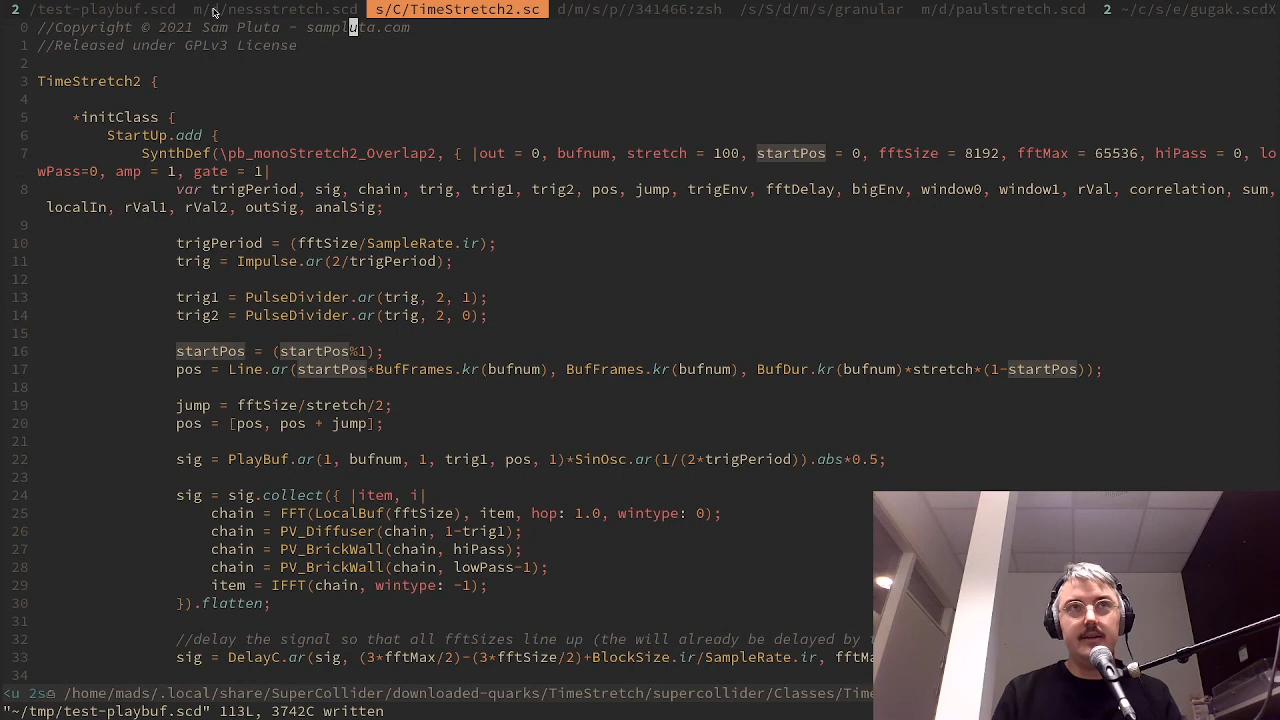 2 /test-playbuf.scd m/d/nessstretch.scd s/C/TimeStretch2.sc d/m/s/p//341466:zsh /s/S/d/m/s/granular m/d/paulstretch.scd 2 ~/c/s/e/gugak.scdX
0 //Copyright © 2021 Sam Pluta - sampluta.com
1 //Released under GPLv3 License
2
3 TimeStretch2 {
4
5 *initClass {
6 StartUp.add {
7 SynthDef(\pb_monoStretch2_Overlap2, { |out = 0, bufnum, stretch = 100, startPos = 0, fftSize = 8192, fftMax = 65536, hiPass = 0, lo
wPass=0, amp = 1, gate = 1|
8 var trigPeriod, sig, chain, trig, trig1, trig2, pos, jump, trigEnv, fftDelay, bigEnv, window0, window1, rVal, correlation, sum,
localIn, rVal1, rVal2, outSig, analSig;
9
10 trigPeriod = (fftSize/SampleRate.ir);
11 trig = Impulse.ar(2/trigPeriod);
12
13 trig1 = PulseDivider.ar(trig, 2, 1);
14 trig2 = PulseDivider.ar(trig, 2, 0);
15
16 startPos = (startPos%1);
17 pos = Line.ar(startPos*BufFrames.kr(bufnum), BufFrames.kr(bufnum), BufDur.kr(bufnum)*stretch*(1-startPos));
18
19 jump = fftSize/stretch/2;
20 pos = [pos, pos + jump];
21
22 sig = PlayBuf.ar(1, bufnum, 1, trig1, pos, 1)*SinOsc.ar(1/(2*trigPeriod)).abs*0.5;
23
24 sig = sig.collect({ |item, i|
25 chain = FFT(LocalBuf(fftSize), item, hop: 1.0, wintype: 0);
26 chain = PV_Diffuser(chain, 1-trig1);
27 chain = PV_BrickWall(chain, hiPass);
28 chain = PV_BrickWall(chain, lowPass-1);
29 item = IFFT(chain, wintype: -1);
30 }).flatten;
31
32 //delay the signal so that all fftSizes line up (the will already be delayed by t
33 sig = DelayC.ar(sig, (3*fftMax/2)-(3*fftSize/2)+BlockSize.ir/SampleRate.ir, fftMa
34
/home/mads/.local/share/SuperCollider/downloaded-quarks/TimeStretch/supercollider/Classes/Time
"~/tmp/test-playbuf.scd" 113L, 3742C written